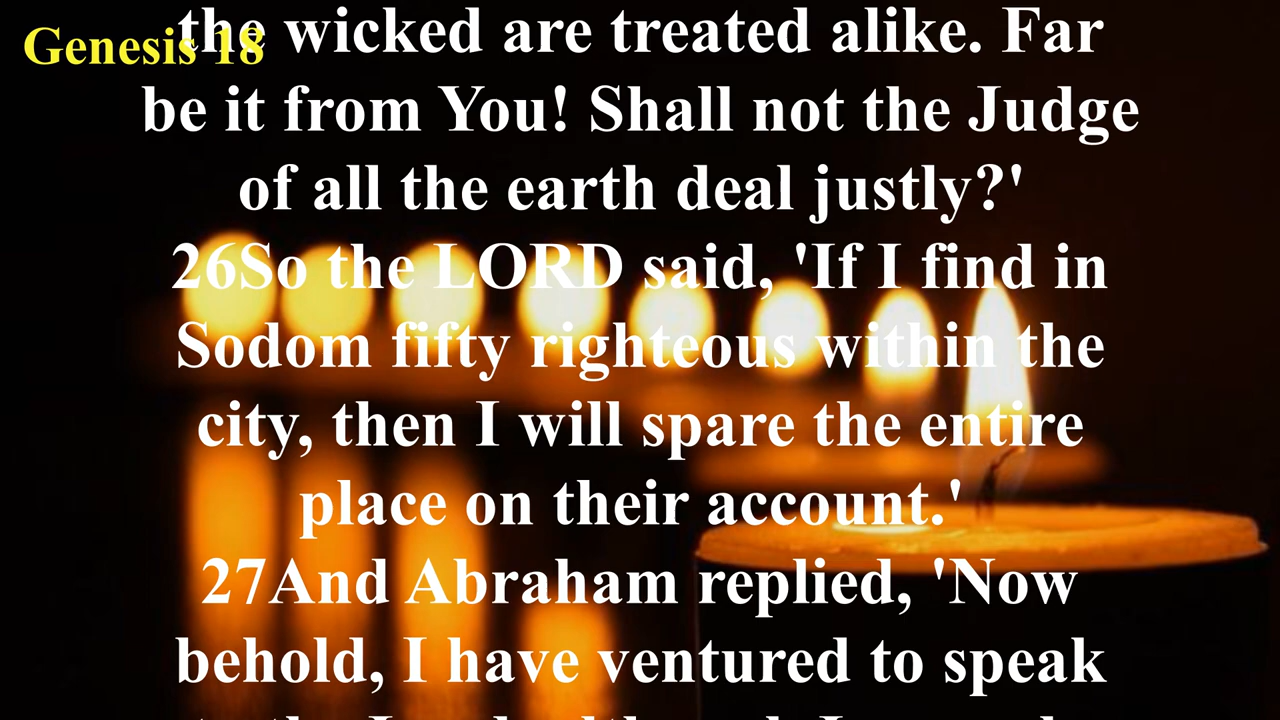 Genesis 18
the wicked are treated alike. Far
be it from You! Shall not the Judge
of all the earth deal justly?'
26So the LORD said, 'If I find in
Sodom fifty righteous within the
city, then I will spare the entire
place on their account.'
27And Abraham replied, 'Now
behold, I have ventured to speak